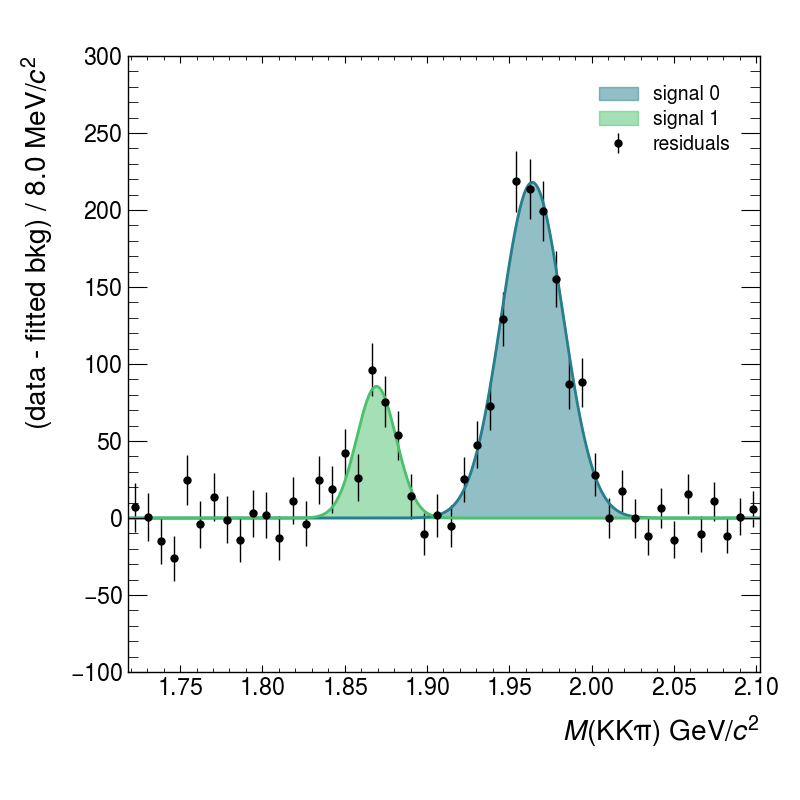 (data - fitted bkg) / 8.0 MeV/c²
300
250
200
150
100
50
0
−50
−100
signal 0
signal 1
residuals
1.75 1.80 1.85 1.90 1.95 2.00 2.05 2.10
M(KKπ) GeV/c²